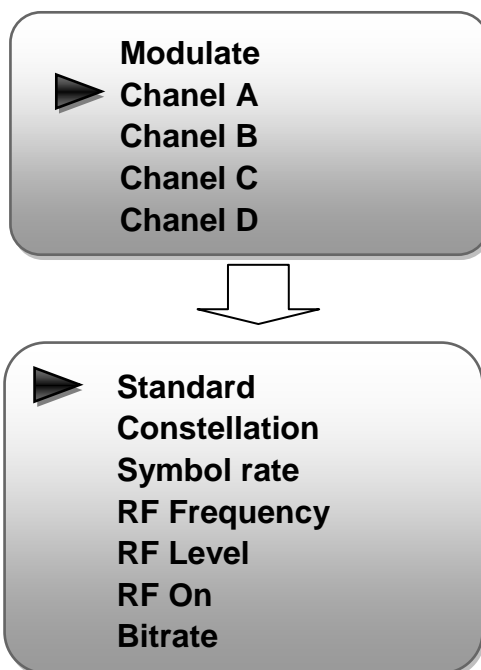 Modulate
Chanel A
Chanel B
Chanel C
Chanel D
Standard
Constellation
Symbol rate
RF Frequency
RF Level
RF On
Bitrate